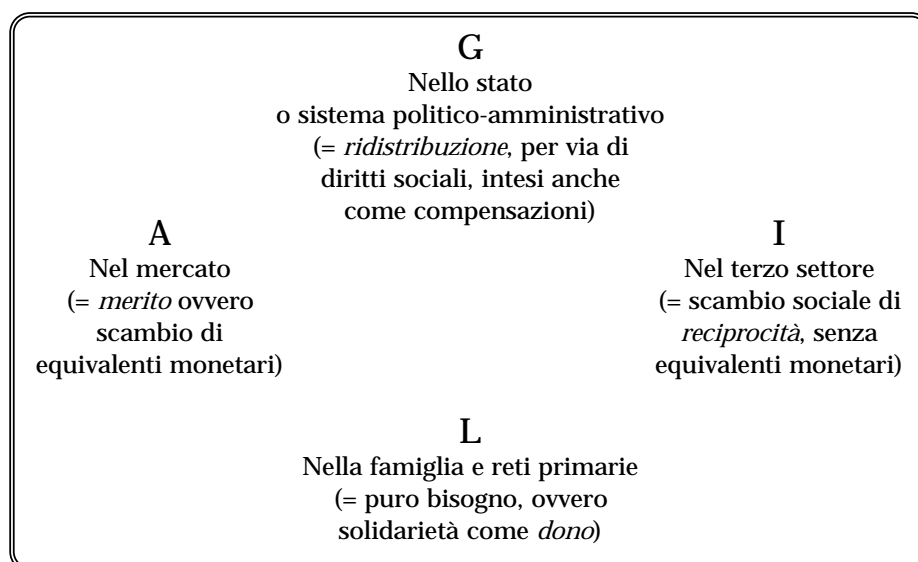 G
Nello stato
o sistema politico-amministrativo
(= ridistribuzione, per via di
diritti sociali, intesi anche
come compensazioni)
A
Nel mercato
(= merito ovvero
scambio di
equivalenti monetari)
I
Nel terzo settore
(= scambio sociale di
reciprocità, senza
equivalenti monetari)
L
Nella famiglia e reti primarie
(= puro bisogno, ovvero
solidarietà come dono)